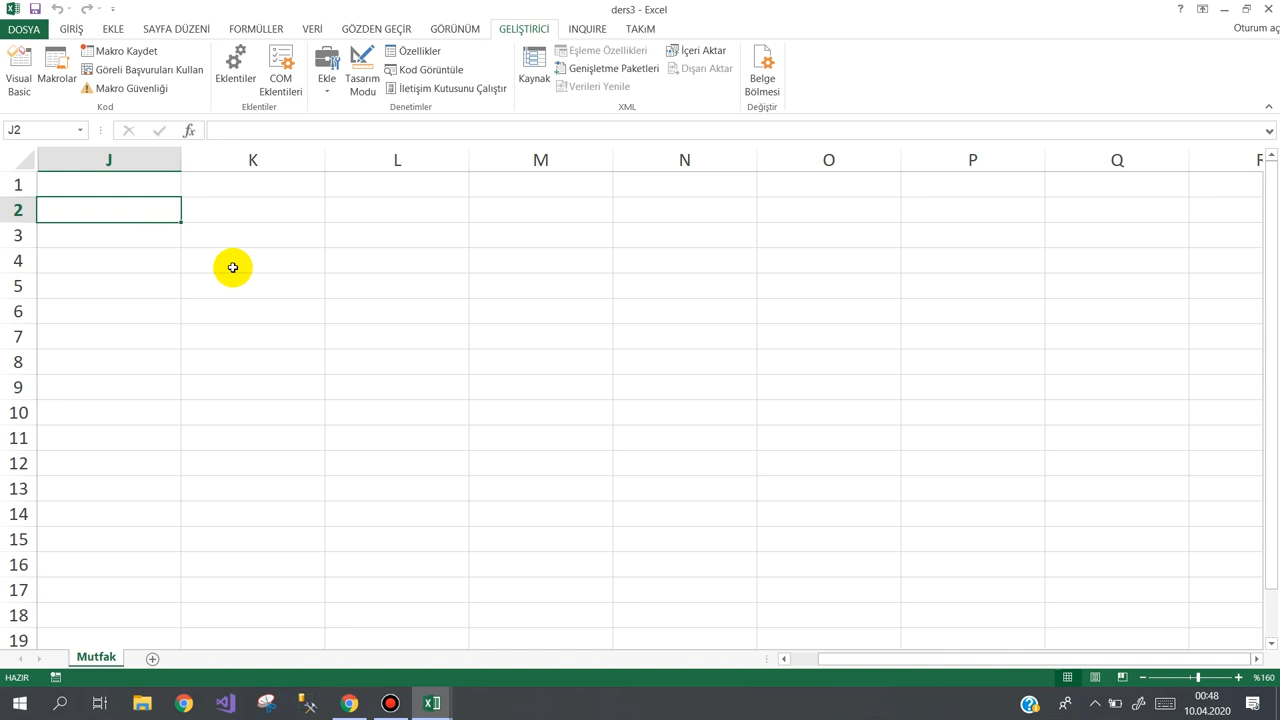 ders3 - Excel
?
DOSYA GİRİŞ EKLE SAYFA DÜZENİ FORMÜLLER VERİ GÖZDEN GEÇİR GÖRÜNÜM GELİŞTİRİCİ INQUIRE TAKIM Oturum aç
Visual Basic
Makrolar
Makro Kaydet
Göreli Başvuruları Kullan
Makro Güvenliği
Kod
Eklentiler
COM Eklentileri
Eklentiler
Ekle
Tasarım Modu
Özellikler
Kod Görüntüle
İletişim Kutusunu Çalıştır
Denetimler
Kaynak
Eşleme Özellikleri
Genişletme Paketleri
Verileri Yenile
İçeri Aktar
Dışarı Aktar
XML
Belge Bölmesi
Değiştir
J2
fx
J K L M N O P Q R
1
2
3
4
5
6
7
8
9
10
11
12
13
14
15
16
17
18
19
Mutfak
HAZIR
%160
00:48
10.04.2020